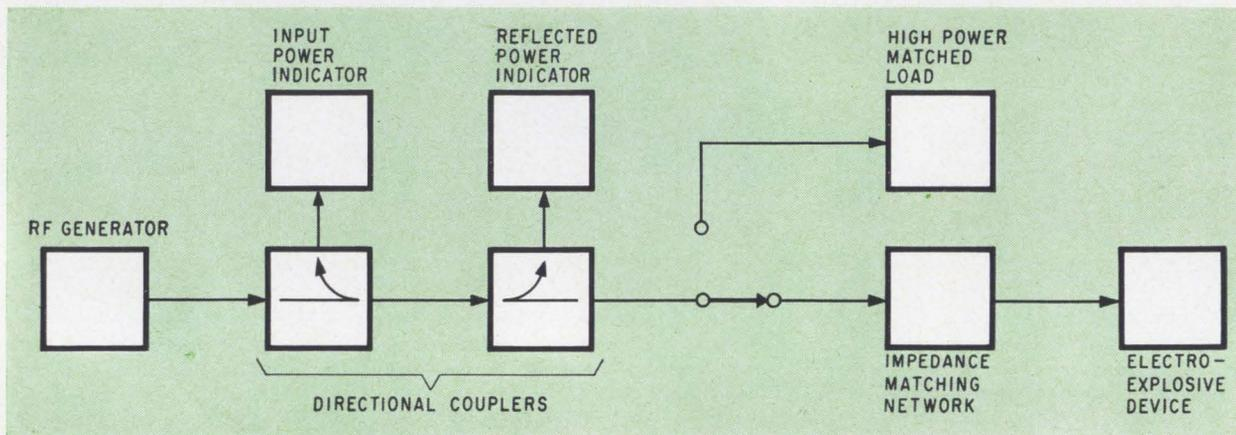 INPUT
POWER
INDICATOR
REFLECTED
POWER
INDICATOR
HIGH POWER
MATCHED
LOAD
RF GENERATOR
DIRECTIONAL COUPLERS
IMPEDANCE
MATCHING
NETWORK
ELECTRO-
EXPLOSIVE
DEVICE